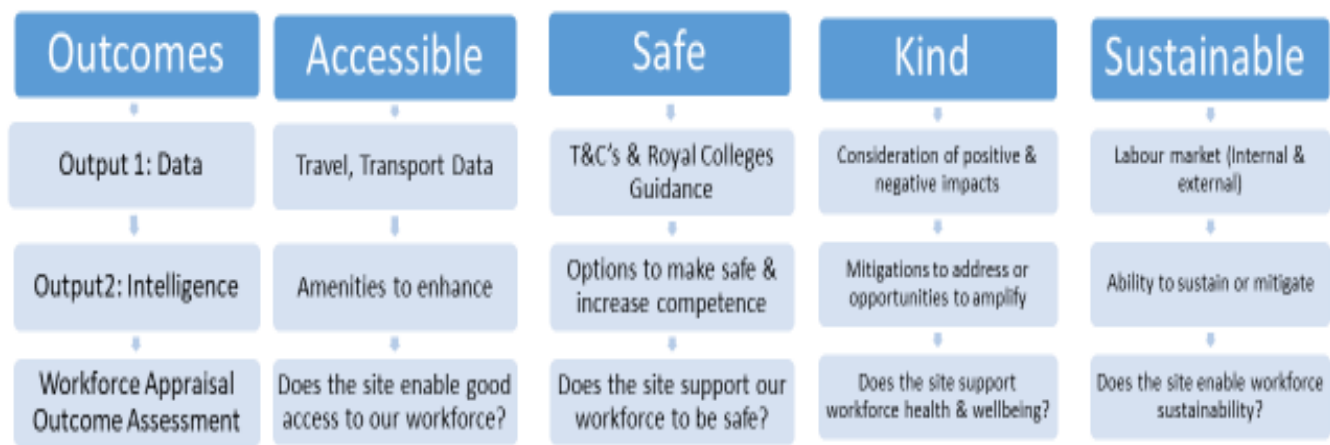 Outcomes
Output 1: Data
Output2: Intelligence
Workforce Appraisal
Outcome Assessment
Accessible
Travel, Transport Data
Amenities to enhance
Does the site enable good
access to our workforce?
Safe
T&C's & Royal Colleges
Guidance
Options to make safe &
increase competence
Does the site support our
workforce to be safe?
Kind
Consideration of positive &
negative impacts
Mitigations to address or
opportunities to amplify
Does the site support
workforce health & wellbeing?
Sustainable
Labour market (Internal &
external)
Ability to sustain or mitigate
Does the site enable workforce
sustainability?